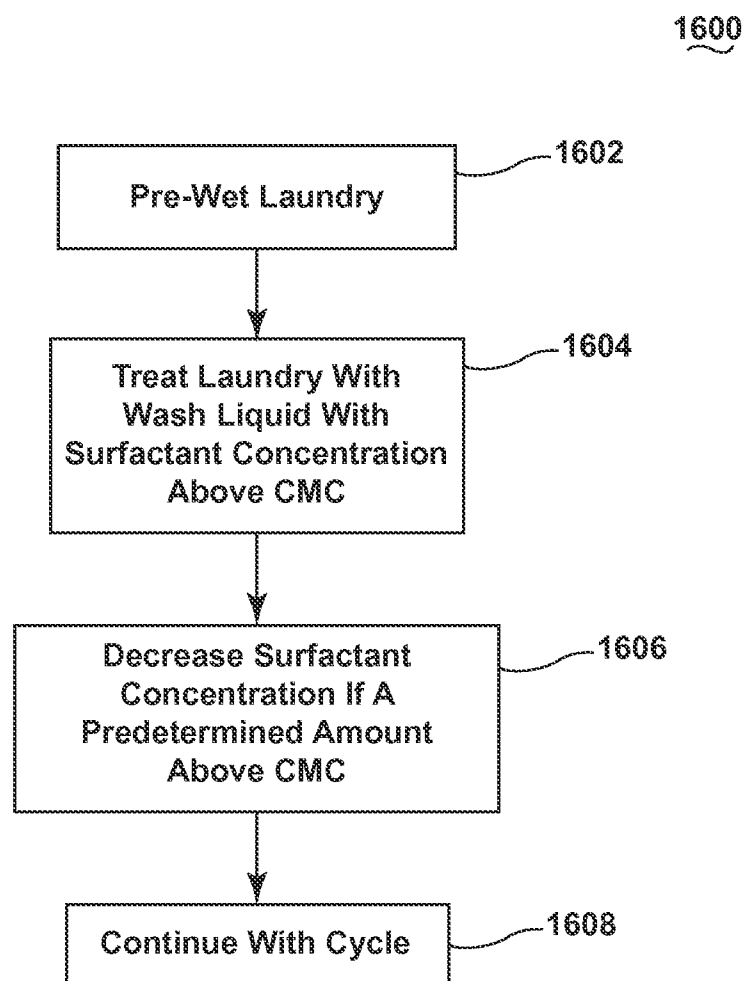 1600
1602
Pre-Wet Laundry
1604
Treat Laundry With
Wash Liquid With
Surfactant Concentration
Above CMC
1606
Decrease Surfactant
Concentration If A
Predetermined Amount
Above CMC
1608
Continue With Cycle